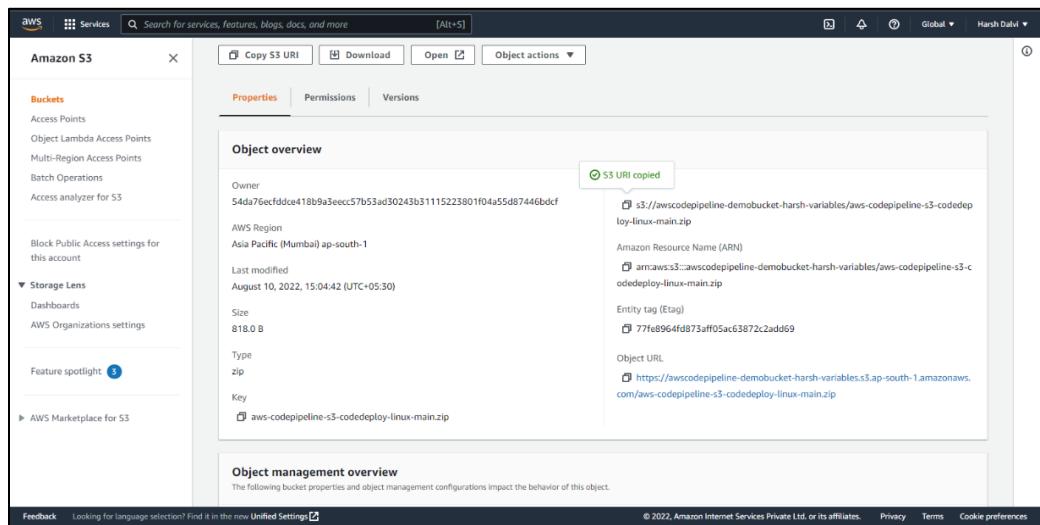 aws
Services
Search for services, features, blogs, docs, and more
[Alt+S]
Global
Harsh Dalvi
Amazon S3
Buckets
Access Points
Object Lambda Access Points
Multi-Region Access Points
Batch Operations
Access analyzer for S3
Block Public Access settings for
this account
Storage Lens
Dashboards
AWS Organizations settings
Feature spotlight 3
AWS Marketplace for S3
Copy S3 URI
Download
Open
Object actions
Properties
Permissions
Versions
Object overview
Owner
54da76ecfddce418b9a3eecc57b53ad30243b31115223801f04a55d87446bdcf
AWS Region
Asia Pacific (Mumbai) ap-south-1
Last modified
August 10, 2022, 15:04:42 (UTC+05:30)
Size
818.0 B
Type
zip
Key
aws-codepipeline-s3-codedeploy-linux-main.zip
S3 URI copied
s3://awscodepipeline-demobucket-harsh-variables/aws-codepipeline-s3-codedep
loy-linux-main.zip
Amazon Resource Name (ARN)
arn:aws:s3:::awscodepipeline-demobucket-harsh-variables/aws-codepipeline-s3-c
odedeploy-linux-main.zip
Entity tag (Etag)
77fe8964fd873aff05ac63872c2add69
Object URL
https://awscodepipeline-demobucket-harsh-variables.s3.ap-south-1.amazonaws.
com/aws-codepipeline-s3-codedeploy-linux-main.zip
Object management overview
The following bucket properties and object management configurations impact the behavior of this object.
Feedback
Looking for language selection? Find it in the new Unified Settings
© 2022, Amazon Internet Services Private Ltd. or its affiliates.
Privacy
Terms
Cookie preferences